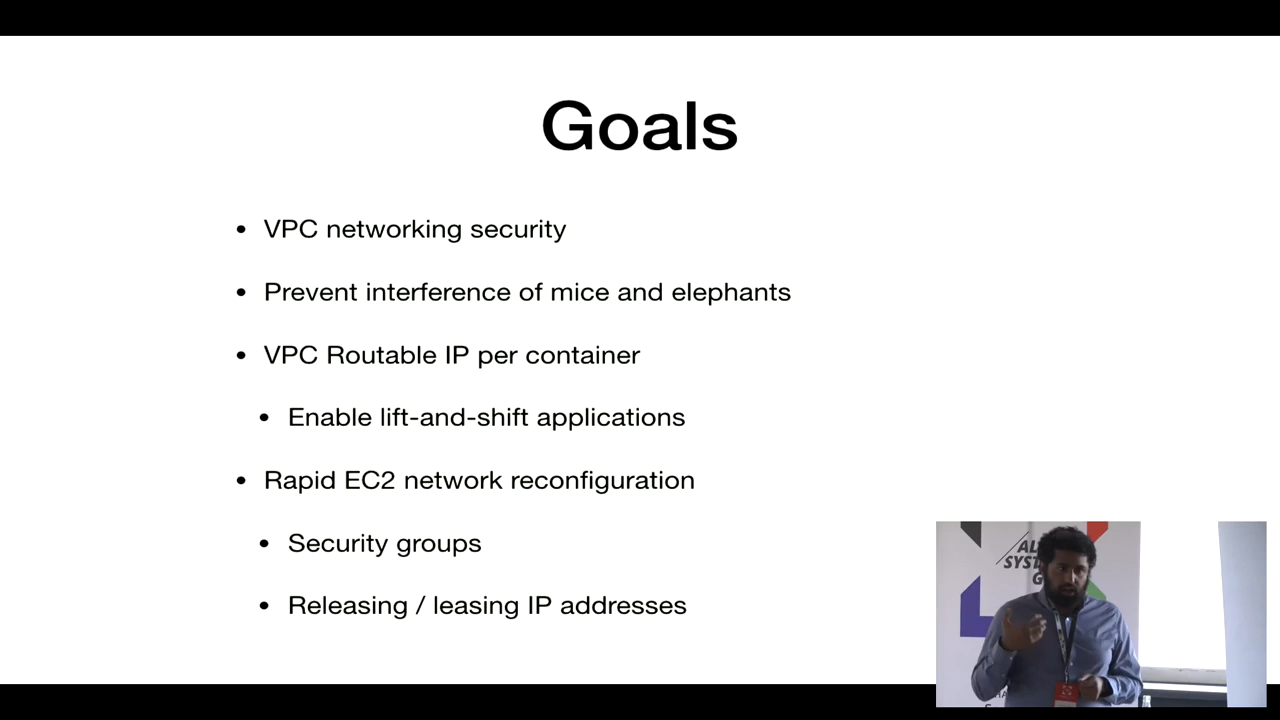 Goals
• VPC networking security
• Prevent interference of mice and elephants
• VPC Routable IP per container
• Enable lift-and-shift applications
• Rapid EC2 network reconfiguration
• Security groups
• Releasing / leasing IP addresses